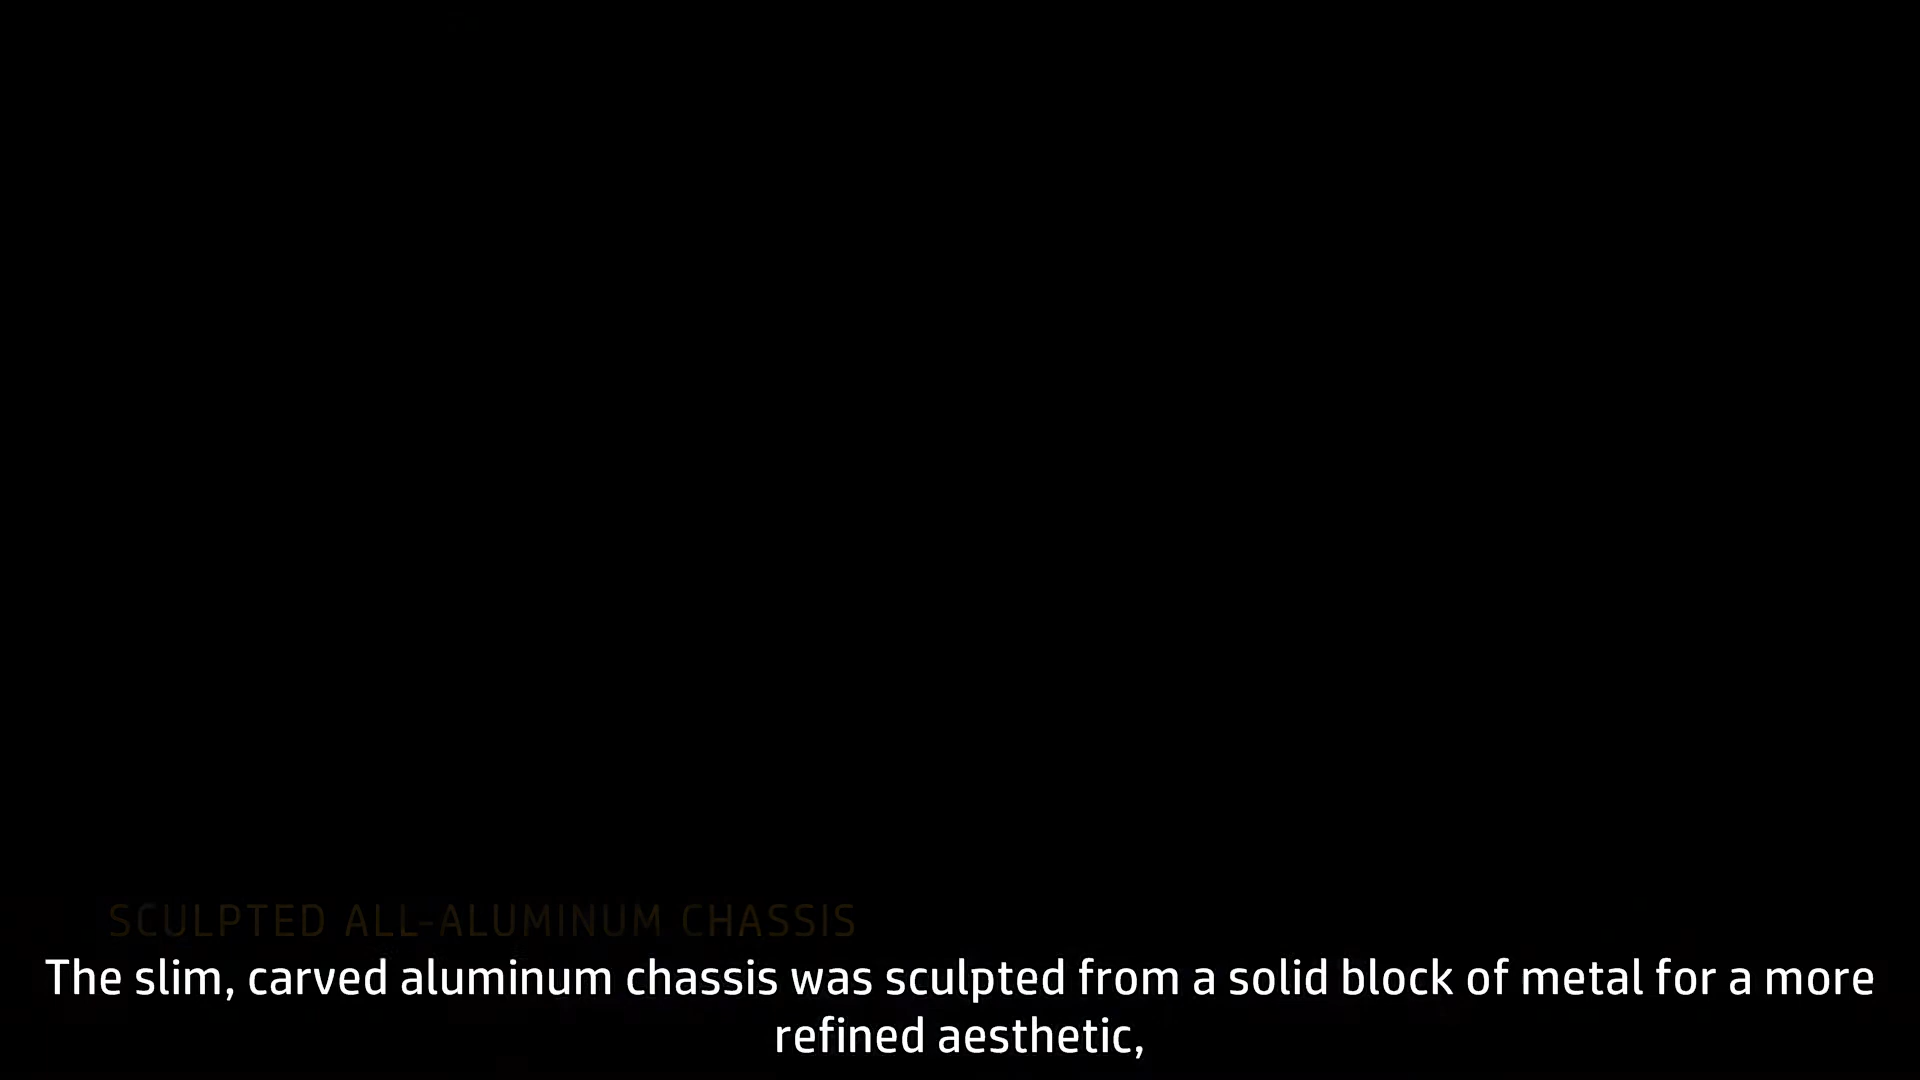 SCULPTED ALL-ALUMINUM CHASSIS
The slim, carved aluminum chassis was sculpted from a solid block of metal for a more
refined aesthetic,